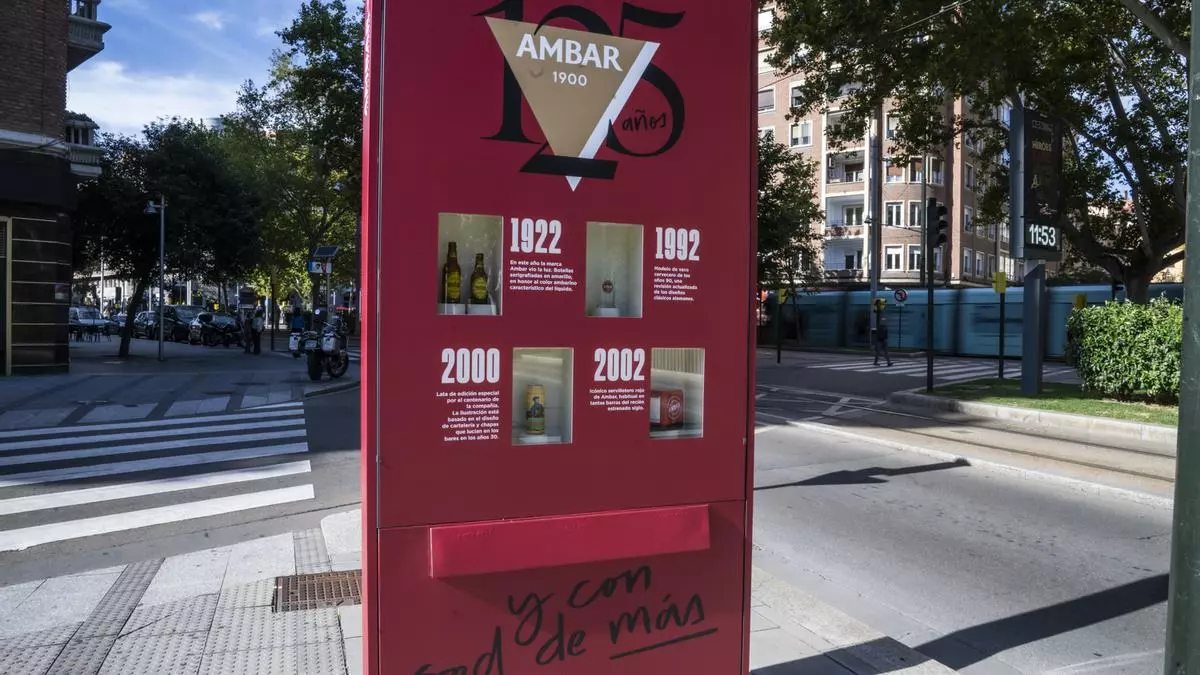 125
AMBAR
1900
años
1922
En este año la marca
Ambar vio la luz. Botellas
serigrafiadas en amarillo,
en honor al color ambarino
característico del líquido.
1992
Modelo de vaso
cervecero de los
años 90, una
revisión actualizada
de los diseños
clásicos alemanes.
2000
Lata de edición especial
por el centenario de
la compañía.
La ilustración está
basada en diseños
de cartelería y chapas
que lucían en los
bares en los años 30.
2002
Icónico servilletero rojo
de Ambar, habitual en
tantas barras del recién
estrenado siglo.
y con
sed de más
HÉROES
11:53